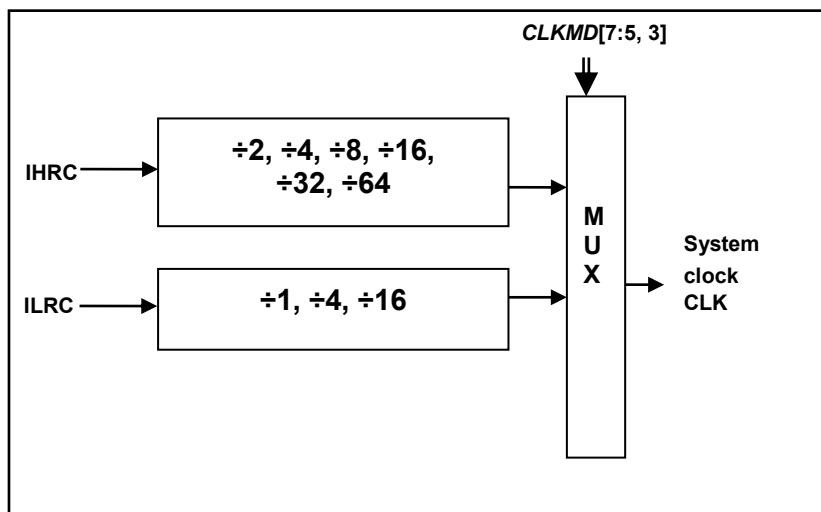 CLKMD[7:5, 3]
IHRC
÷2, ÷4, ÷8, ÷16,
÷32, ÷64
ILRC
÷1, ÷4, ÷16
M
U
X
System
clock
CLK